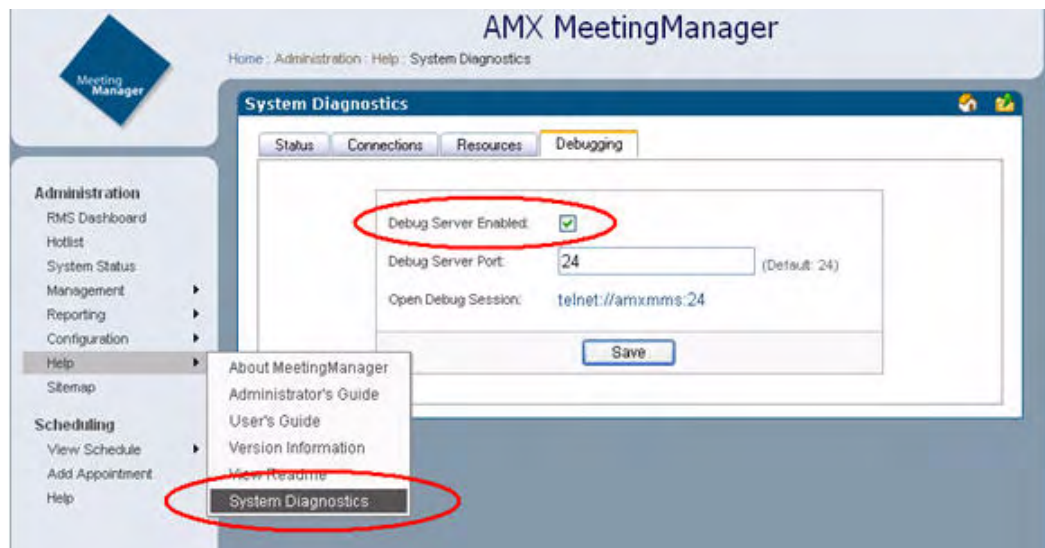 AMX MeetingManager
Meeting
Manager
Home : Administration : Help : System Diagnostics
System Diagnostics
Status Connections Resources Debugging
Debug Server Enabled:
Debug Server Port: 24 (Default: 24)
Open Debug Session: telnet://amxmms:24
Save
Administration
RMS Dashboard
Hotlist
System Status
Management
Reporting
Configuration
Help
Sitemap
Scheduling
View Schedule
Add Appointment
Help
About MeetingManager
Administrator's Guide
User's Guide
Version Information
View Readme
System Diagnostics